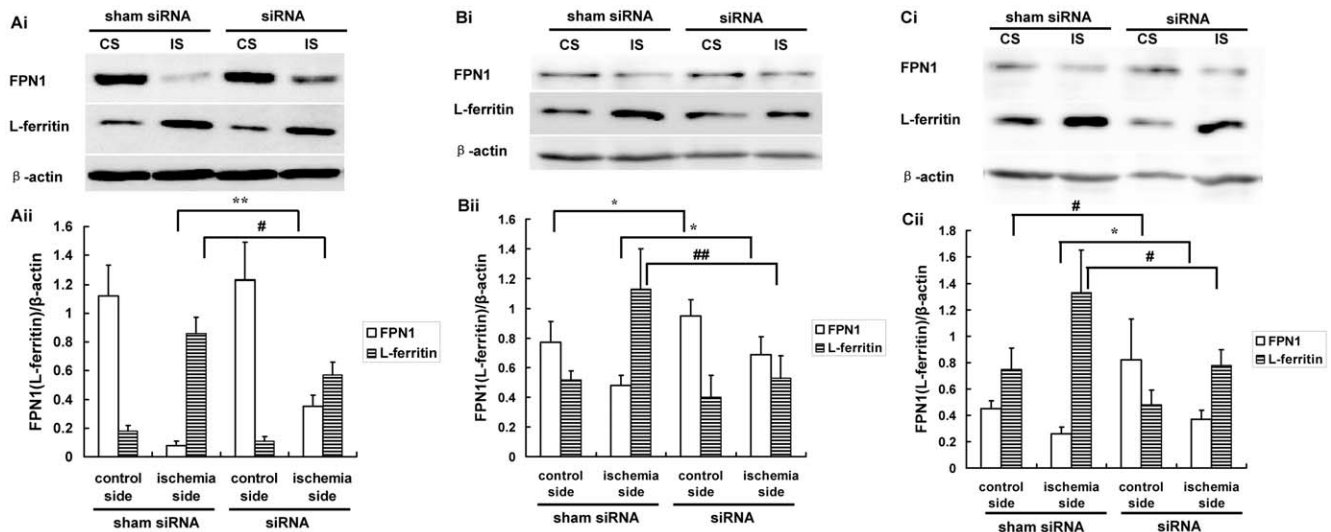 Ai
sham siRNA siRNA
CS IS CS IS
FPN1
L-ferritin
β-actin
Aii
** 
#
FPN1(L-ferritin)/β-actin
1.6
1.4
1.2
1
0.8
0.6
0.4
0.2
0
FPN1
L-ferritin
control side ischemia side control side ischemia side
sham siRNA siRNA
Bi
sham siRNA siRNA
CS IS CS IS
FPN1
L-ferritin
β-actin
Bii
*
*
##
FPN1(L-ferritin)/β-actin
1.6
1.4
1.2
1
0.8
0.6
0.4
0.2
0
FPN1
L-ferritin
control side ischemia side control side ischemia side
sham siRNA siRNA
Ci
sham siRNA siRNA
CS IS CS IS
FPN1
L-ferritin
β-actin
Cii
#
*
#
FPN1(L-ferritin)/β-actin
1.8
1.6
1.4
1.2
1
0.8
0.6
0.4
0.2
0
FPN1
L-ferritin
control side ischemia side control side ischemia side
sham siRNA siRNA